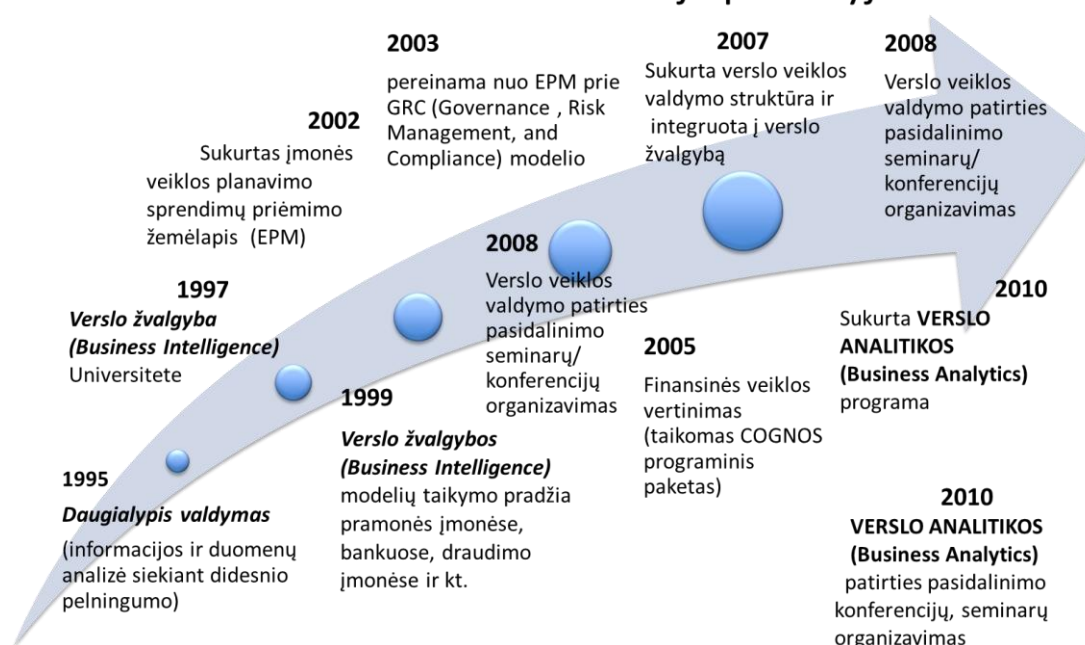 2003
pereinama nuo EPM prie
GRC (Governance , Risk
Management, and
Compliance) modelio
2007
Sukurta verslo veiklos
valdymo struktūra ir
integruota į verslo
žvalgybą
2008
Verslo veiklos
valdymo patirties
pasidalinimo
seminarų/
konferencijų
organizavimas
2002
Sukurtas įmonės
veiklos planavimo
sprendimų priėmimo
žemėlapis (EPM)
1997
Verslo žvalgyba
(Business Intelligence)
Universitete
2008
Verslo veiklos
valdymo patirties
pasidalinimo
seminarų/
konferencijų
organizavimas
2010
Sukurta VERSLO
ANALITIKOS
(Business Analytics)
programa
2005
Finansinės veiklos
vertinimas
(taikomas COGNOS
programinis
paketas)
1999
Verslo žvalgybos
(Business Intelligence)
modelių taikymo pradžia
pramonės įmonėse,
bankuose, draudimo
įmonėse ir kt.
1995
Daugialypis valdymas
(informacijos ir duomenų
analizė siekiant didesnio
pelningumo)
2010
VERSLO ANALITIKOS
(Business Analytics)
patirties pasidalinimo
konferencijų, seminarų
organizavimas